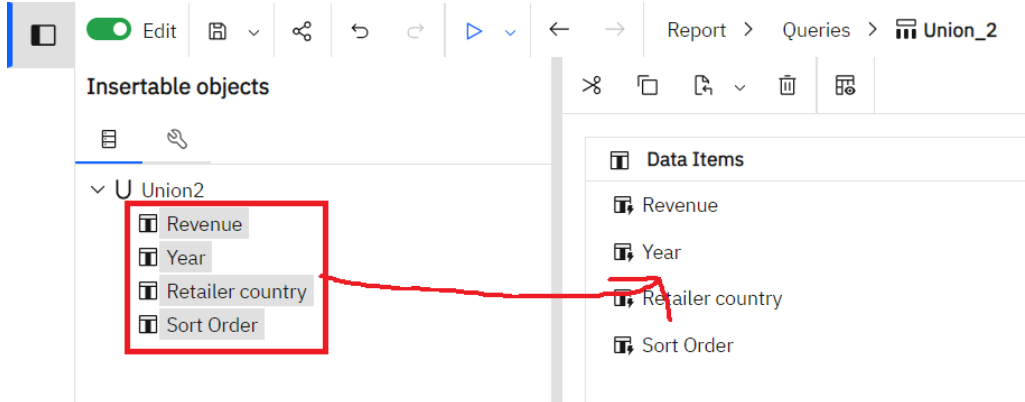 Edit
Report > Queries > Union_2
Insertable objects
Union2
Revenue
Year
Retailer country
Sort Order
Data Items
Revenue
Year
Retailer country
Sort Order